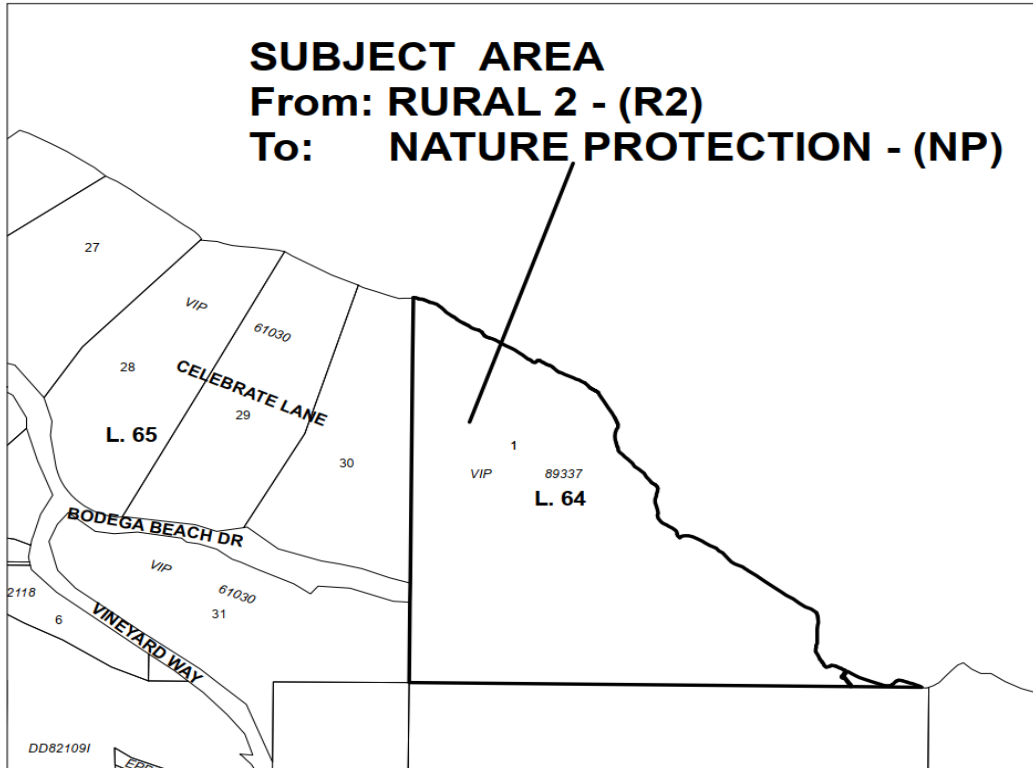 SUBJECT AREA
From: RURAL 2 - (R2)
To: NATURE PROTECTION - (NP)
27
VIP
61030
28
CELEBRATE LANE
29
L. 65
30
1
VIP
89337
L. 64
BODEGA BEACH DR
VIP
61030
31
2118
6
VINEYARD WAY
DD82109I